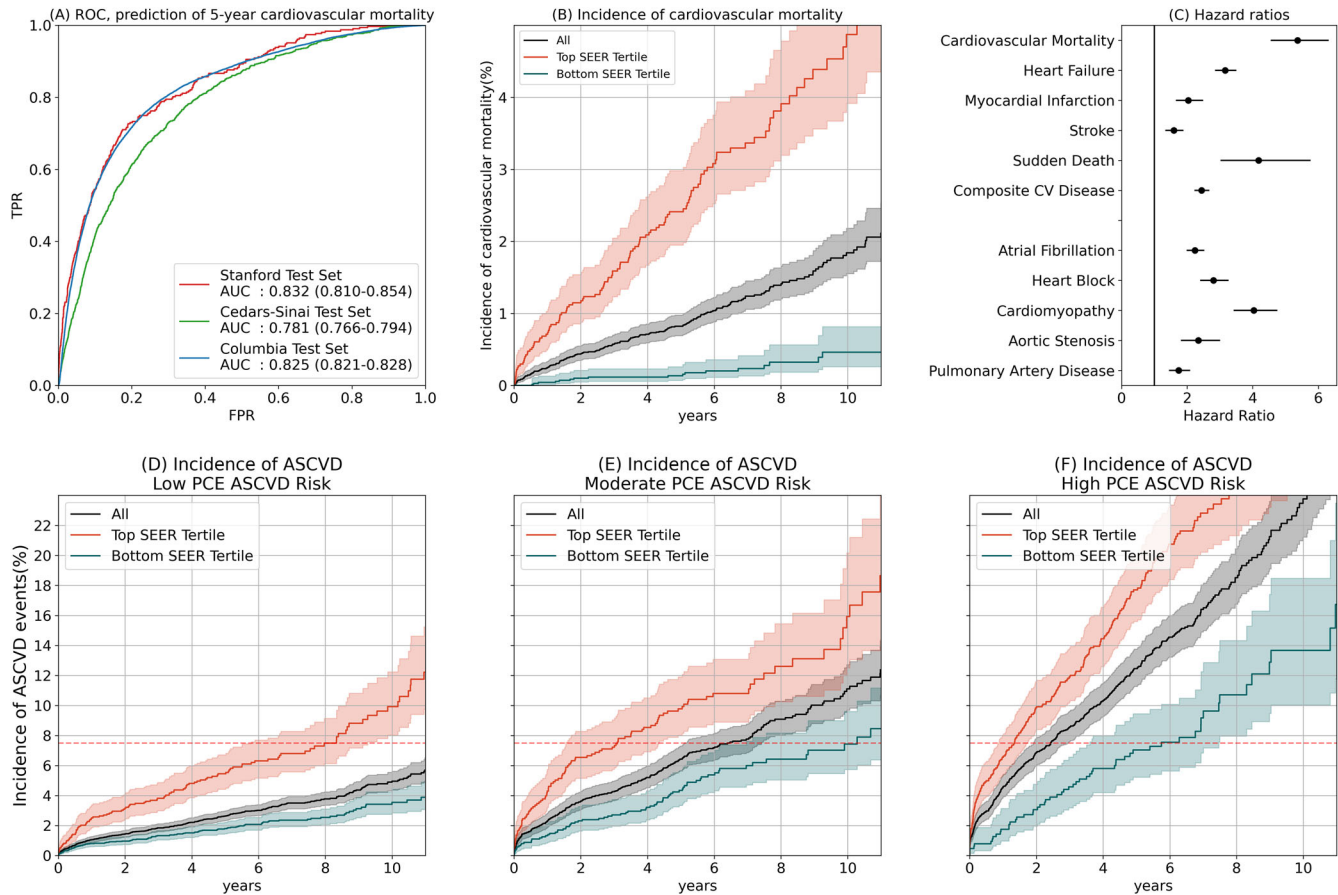 (A) ROC, prediction of 5-year cardiovascular mortality
1.0
0.8
0.6
0.4
0.2
0.0
TPR
0.0 0.2 0.4 0.6 0.8 1.0
FPR
Stanford Test Set
AUC : 0.832 (0.810-0.854)
Cedars-Sinai Test Set
AUC : 0.781 (0.766-0.794)
Columbia Test Set
AUC : 0.825 (0.821-0.828)
(B) Incidence of cardiovascular mortality
All
Top SEER Tertile
Bottom SEER Tertile
Incidence of cardiovascular mortality(%)
4
3
2
1
0
0 2 4 6 8 10
years
(C) Hazard ratios
Cardiovascular Mortality
Heart Failure
Myocardial Infarction
Stroke
Sudden Death
Composite CV Disease
Atrial Fibrillation
Heart Block
Cardiomyopathy
Aortic Stenosis
Pulmonary Artery Disease
0 2 4 6
Hazard Ratio
(D) Incidence of ASCVD
Low PCE ASCVD Risk
All
Top SEER Tertile
Bottom SEER Tertile
Incidence of ASCVD events(%)
22
20
18
16
14
12
10
8
6
4
2
0
0 2 4 6 8 10
years
(E) Incidence of ASCVD
Moderate PCE ASCVD Risk
All
Top SEER Tertile
Bottom SEER Tertile
0 2 4 6 8 10
years
(F) Incidence of ASCVD
High PCE ASCVD Risk
All
Top SEER Tertile
Bottom SEER Tertile
0 2 4 6 8 10
years